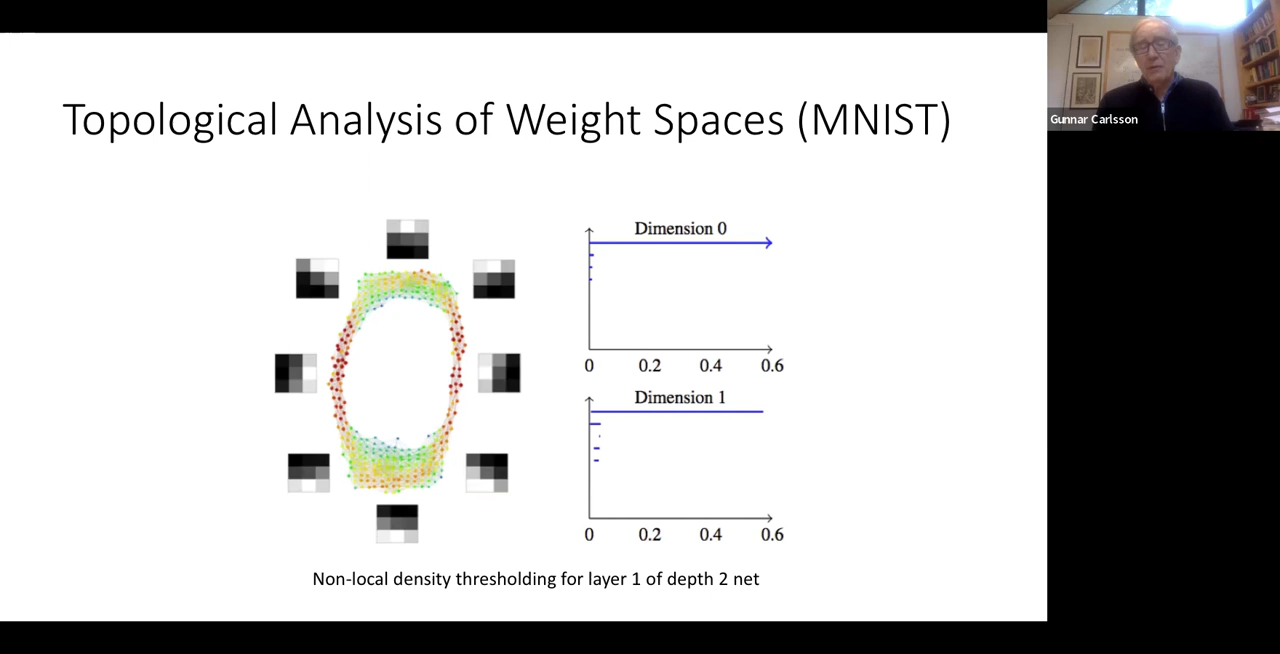 Topological Analysis of Weight Spaces (MNIST)
Gunnar Carlsson
Dimension 0
0 0.2 0.4 0.6
Dimension 1
0 0.2 0.4 0.6
Non-local density thresholding for layer 1 of depth 2 net